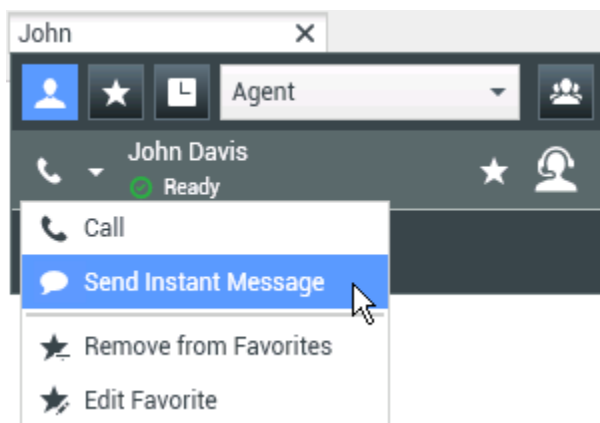 John
Agent
John Davis
Ready
Call
Send Instant Message
Remove from Favorites
Edit Favorite